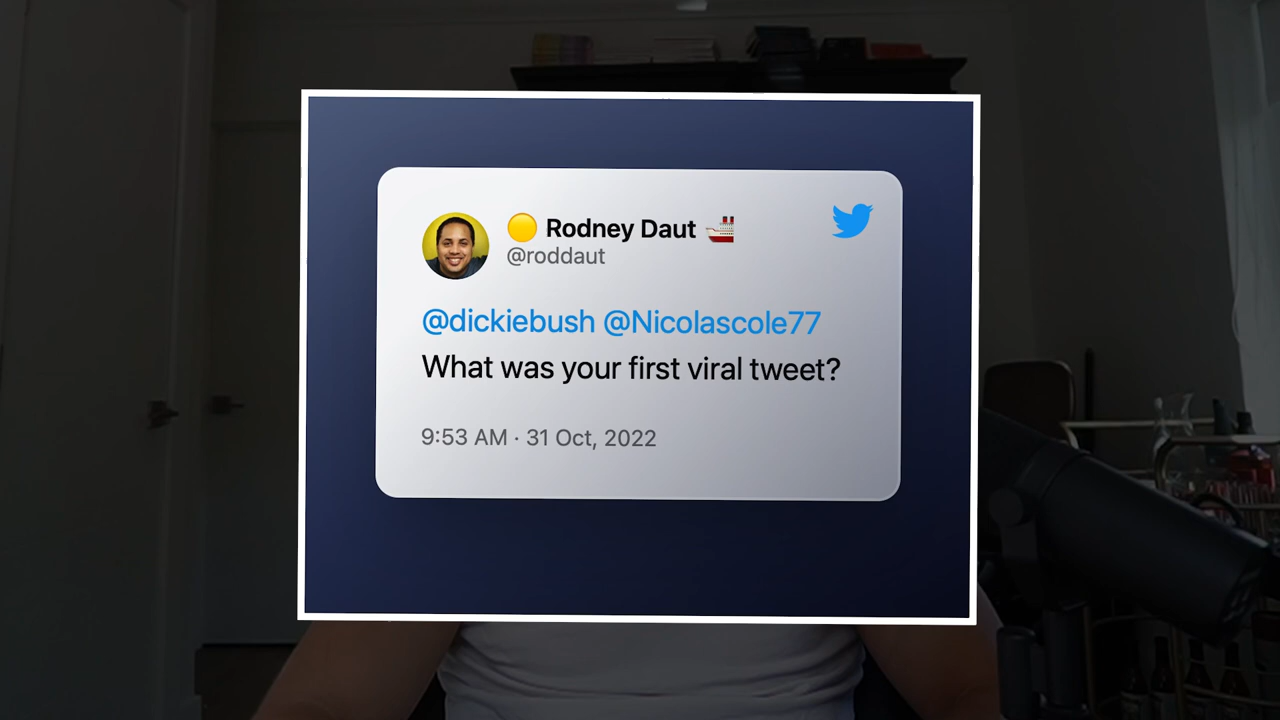 Rodney Daut
@roddaut
@dickiebush @Nicolascole77
What was your first viral tweet?
9:53 AM · 31 Oct, 2022